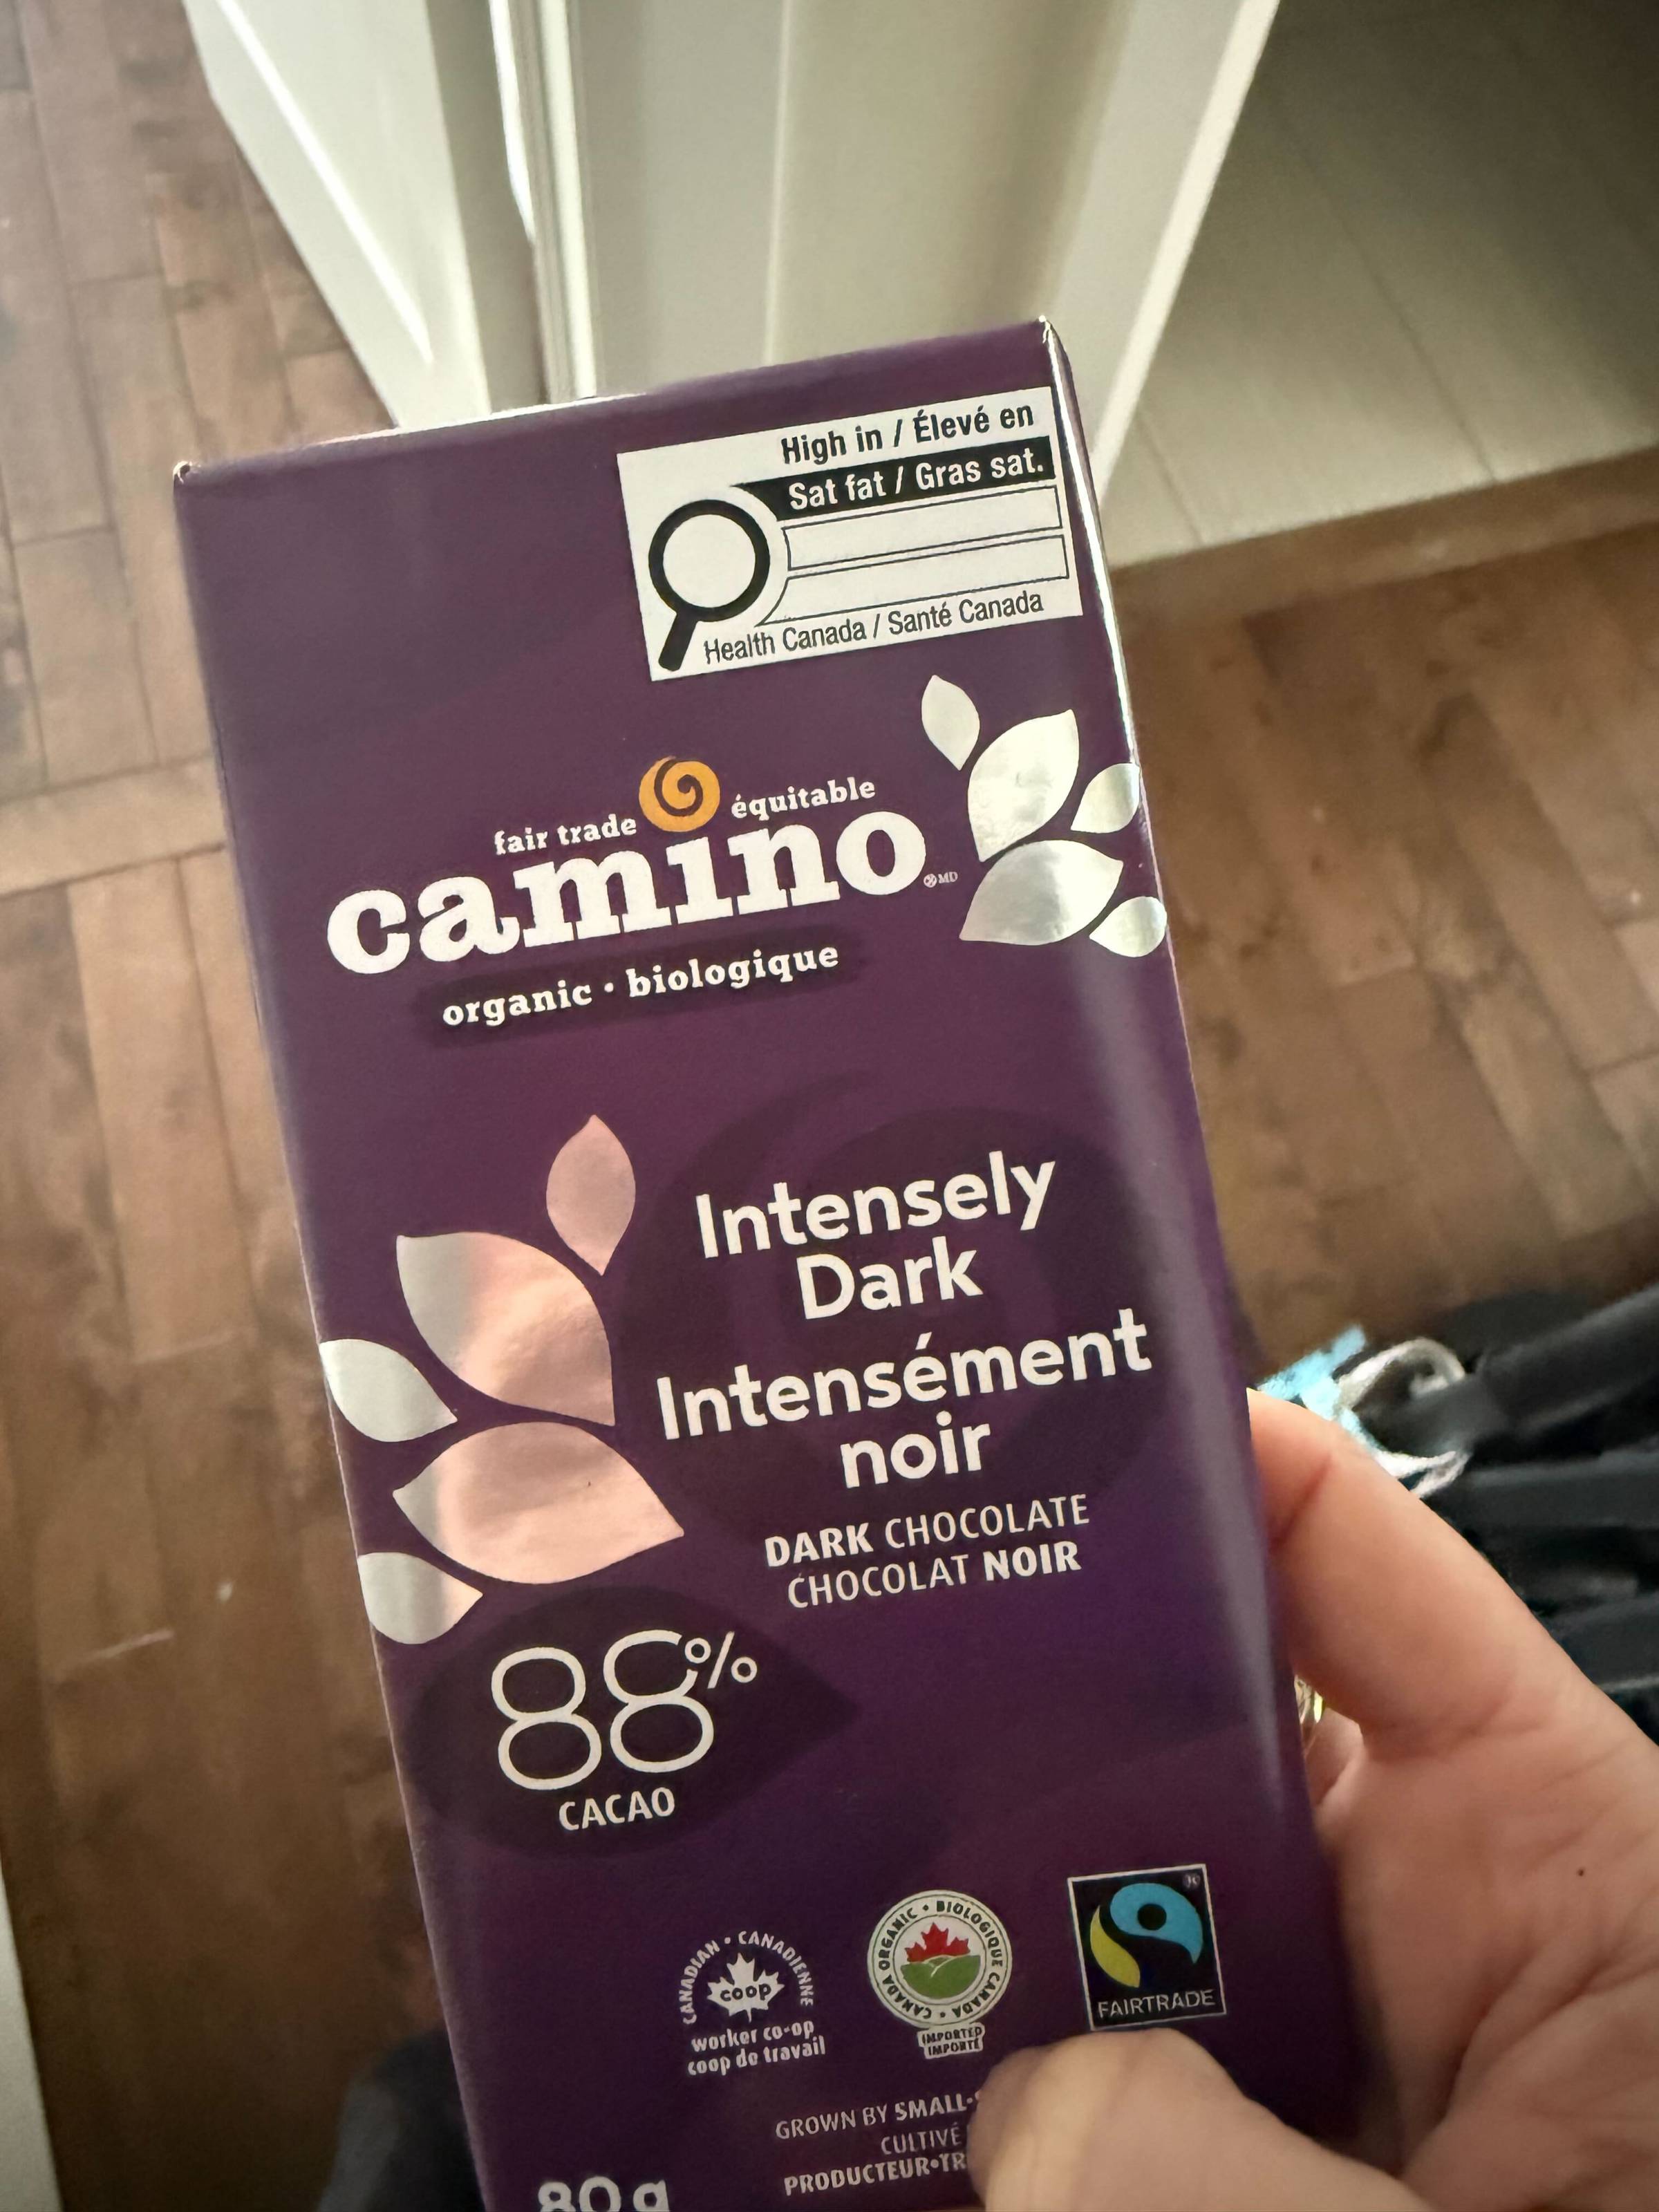 High in / Élevé en
Sat fat / Gras sat.
Health Canada / Santé Canada
fair trade équitable
camino
MD
organic • biologique
Intensely
Dark
Intensément
noir
DARK CHOCOLATE
CHOCOLAT NOIR
88%
CACAO
CANADIAN • CANADIENNE
coop
worker co-op
coop de travail
CANADA ORGANIC • BIOLOGIQUE CANADA
IMPORTED
IMPORTÉ
FAIRTRADE
GROWN BY SMALL-
CULTIVÉ
PRODUCTEUR•TR
80 g